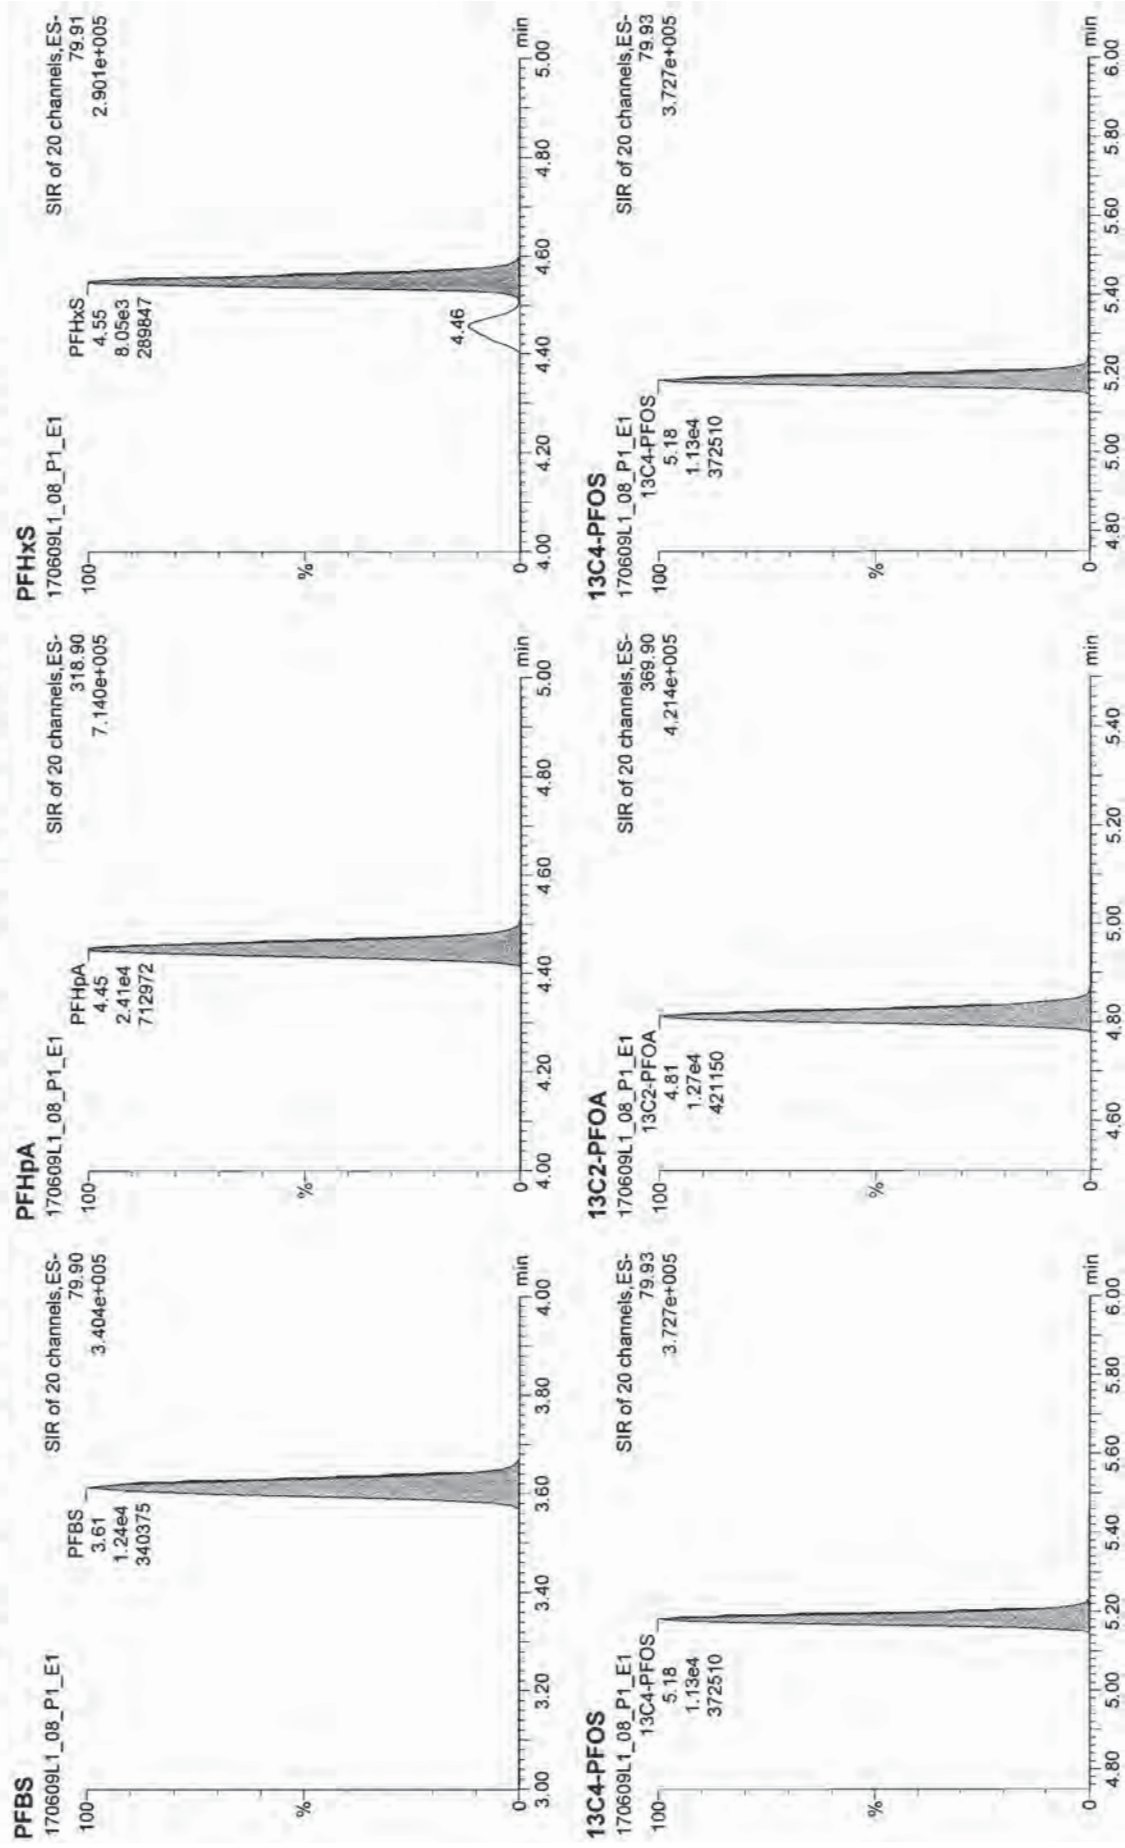 PFBS
170609L1_08_P1_E1
SIR of 20 channels,ES-
79.90
3.404e+005
PFBS
3.61
1.24e4
340375
100
%
0
3.00 3.20 3.40 3.60 3.80 4.00 min
PFHpA
170609L1_08_P1_E1
SIR of 20 channels,ES-
318.90
7.140e+005
PFHpA
4.45
2.41e4
712972
100
%
0
4.00 4.20 4.40 4.60 4.80 5.00 min
PFHxS
170609L1_08_P1_E1
SIR of 20 channels,ES-
79.91
2.901e+005
PFHxS
4.55
8.05e3
289847
4.46
100
%
0
4.00 4.20 4.40 4.60 4.80 5.00 min
13C4-PFOS
170609L1_08_P1_E1
SIR of 20 channels,ES-
79.93
3.727e+005
13C4-PFOS
5.18
1.13e4
372510
100
%
0
4.80 5.00 5.20 5.40 5.60 5.80 6.00 min
13C2-PFOA
170609L1_08_P1_E1
SIR of 20 channels,ES-
369.90
4.214e+005
13C2-PFOA
4.81
1.27e4
421150
100
%
0
4.60 4.80 5.00 5.20 5.40 min
13C4-PFOS
170609L1_08_P1_E1
SIR of 20 channels,ES-
79.93
3.727e+005
13C4-PFOS
5.18
1.13e4
372510
100
%
0
4.80 5.00 5.20 5.40 5.60 5.80 6.00 min